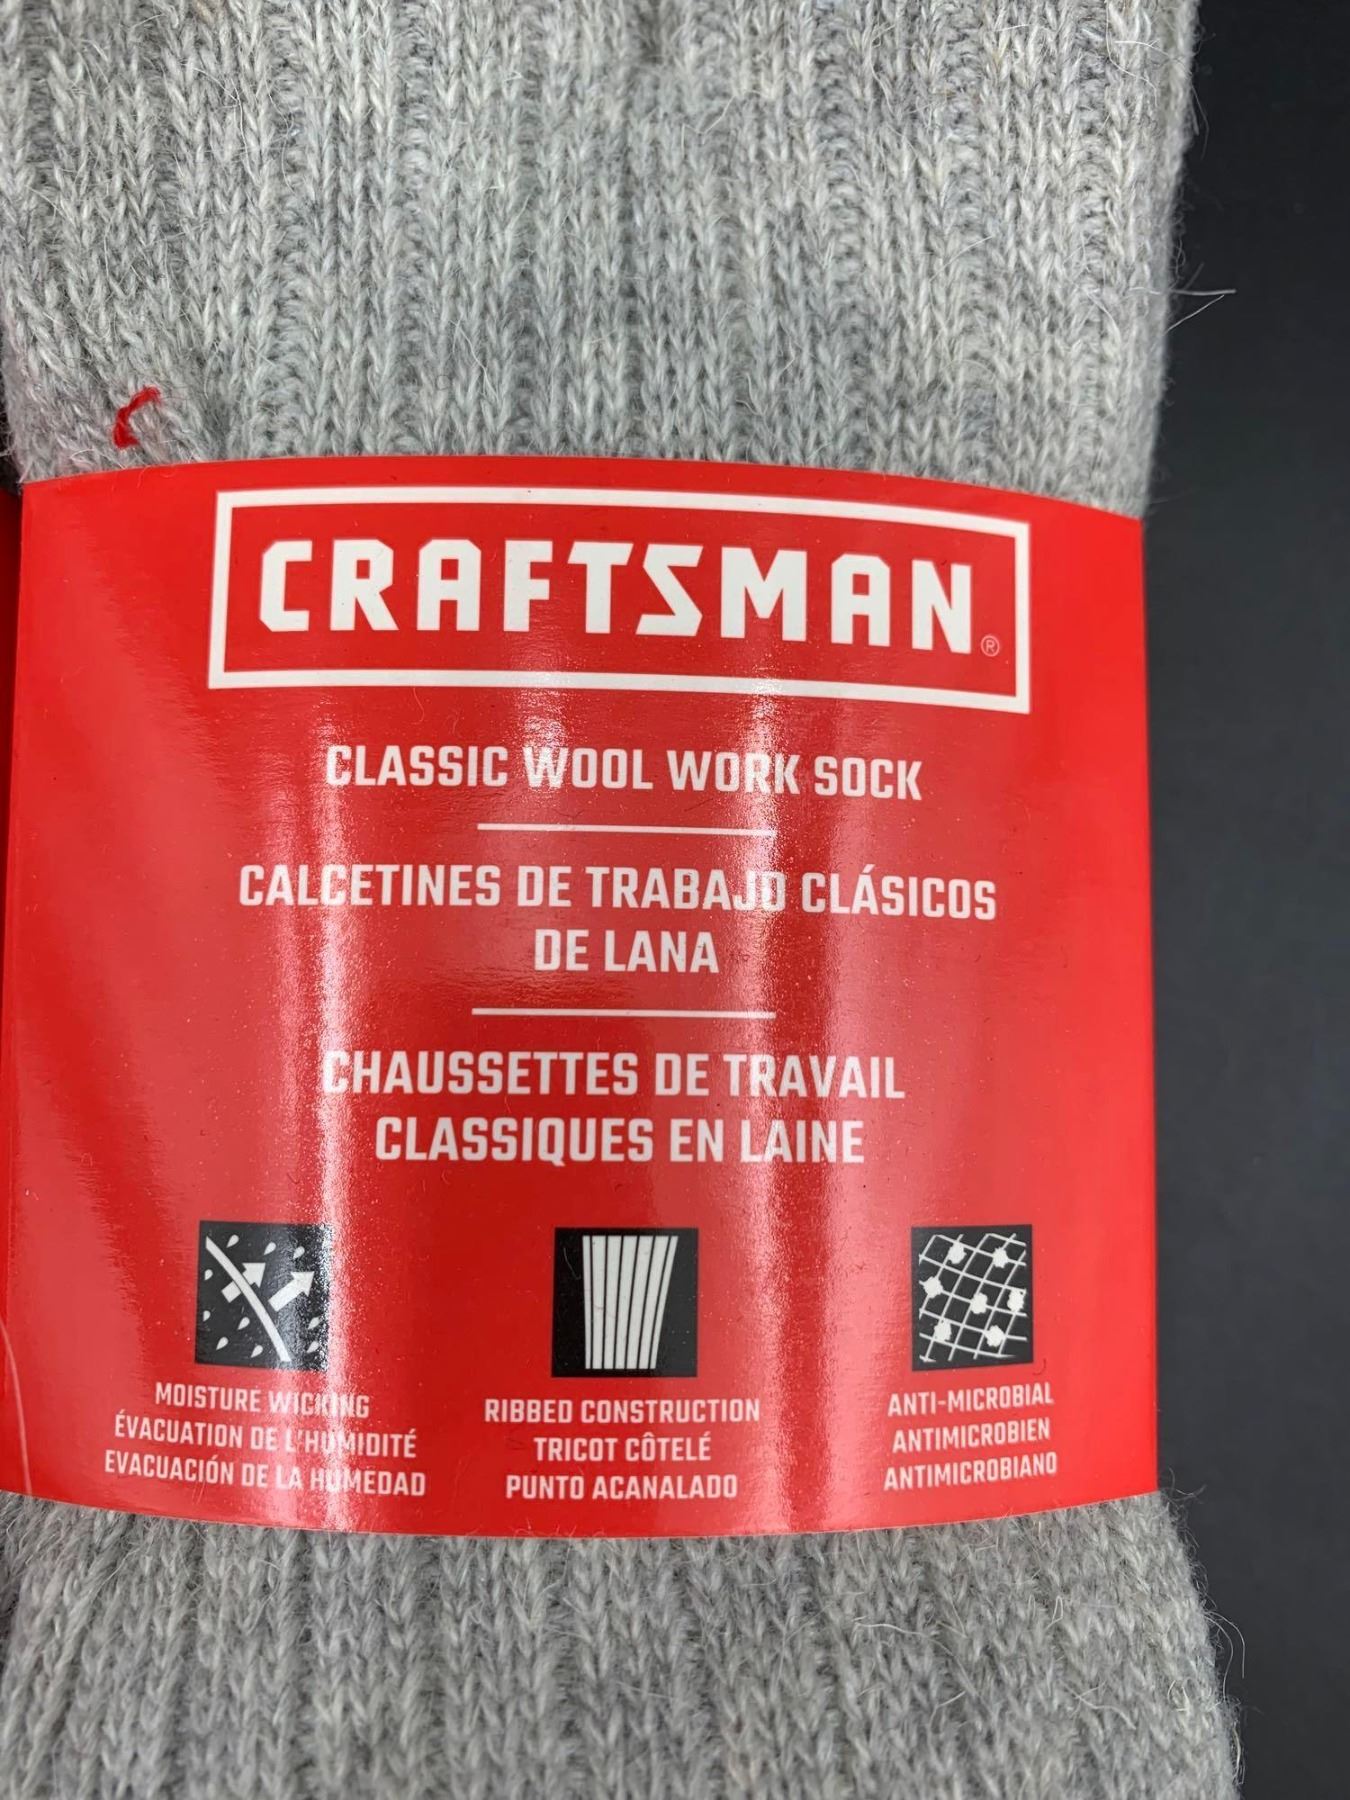 CRAFTSMAN®
CLASSIC WOOL WORK SOCK
CALCETINES DE TRABAJO CLÁSICOS
DE LANA
CHAUSSETTES DE TRAVAIL
CLASSIQUES EN LAINE
MOISTURE WICKING
ÉVACUATION DE L'HUMIDITÉ
EVACUACIÓN DE LA HUMEDAD
RIBBED CONSTRUCTION
TRICOT CÔTELÉ
PUNTO ACANALADO
ANTI-MICROBIAL
ANTIMICROBIEN
ANTIMICROBIANO